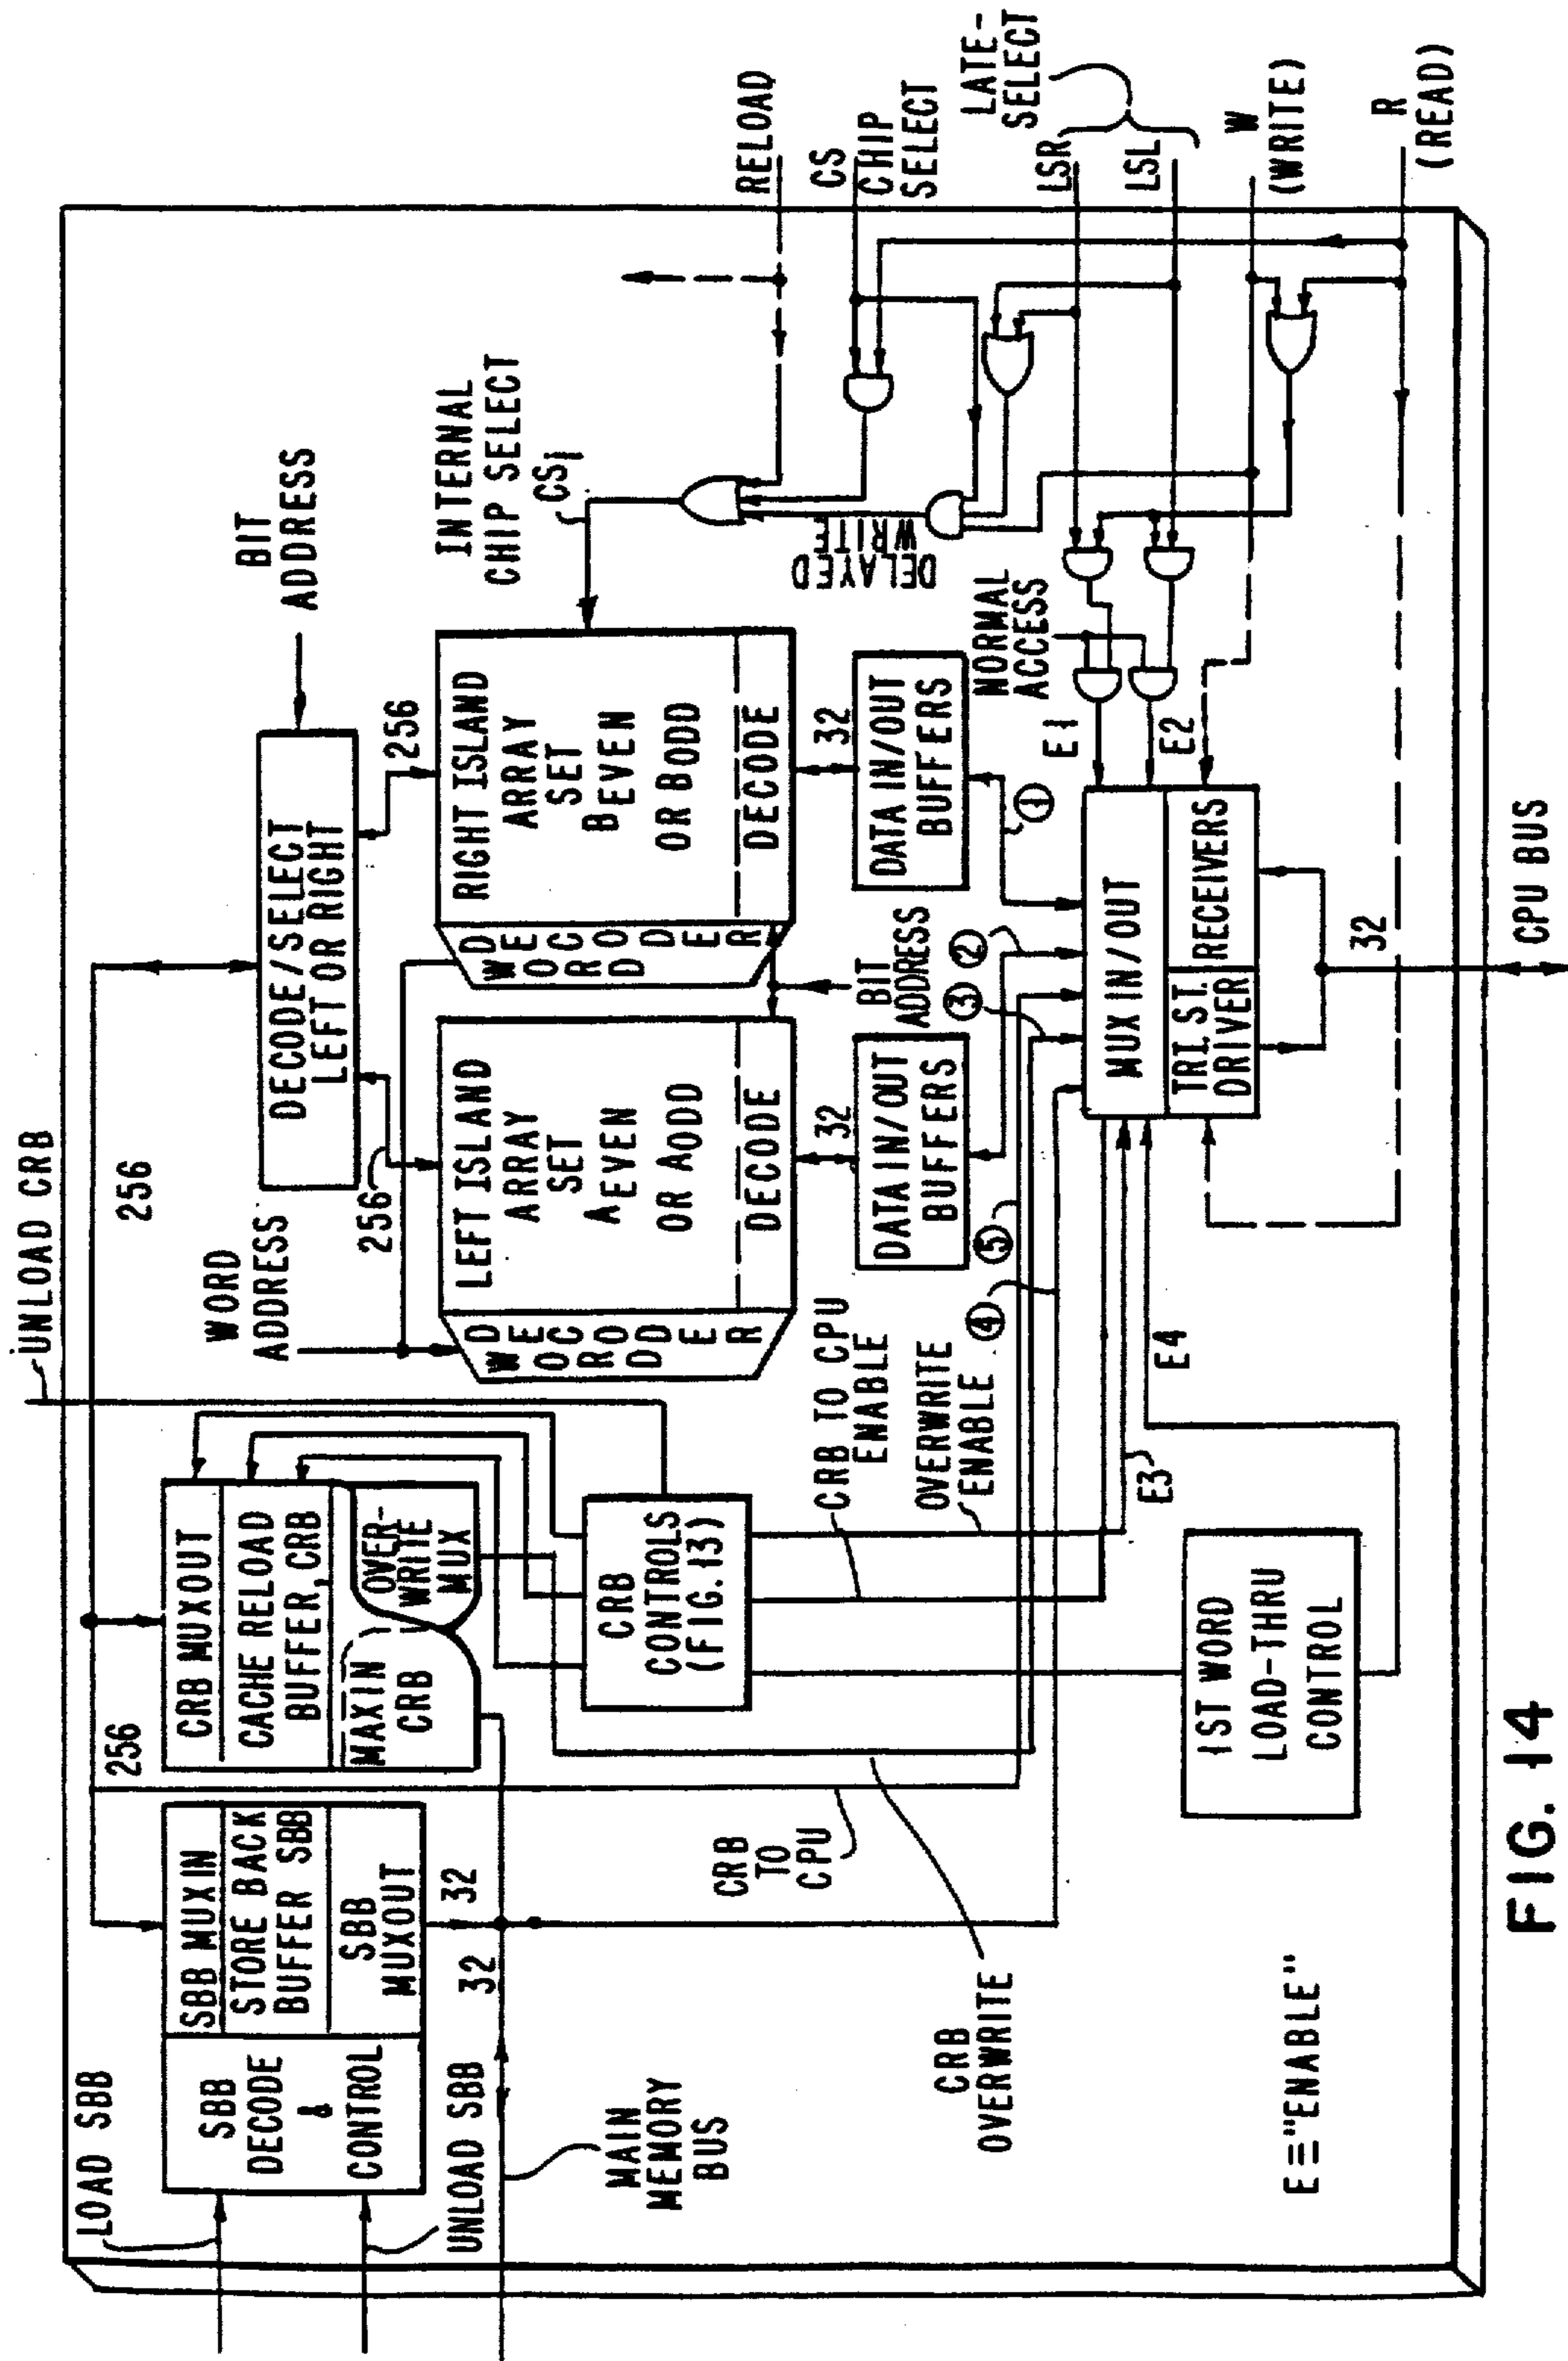 UNLOAD CRB
LOAD SBB
SBB
DECODE
&
CONTROL
UNLOAD SBB
SBB MUXIN
STORE BACK
BUFFER SBB
SBB
MUXOUT
32
32
MAIN
MEMORY
BUS
256
CRB MUXOUT
CACHE RELOAD
BUFFER, CRB
MAXIN
CRB
OVER-
WRITE
MUX
256
WORD
ADDRESS
DECODE/SELECT
LEFT OR RIGHT
BIT
ADDRESS
256
256
WORD
DECODER
LEFT ISLAND
ARRAY
SET
AEVEN
OR AODD
DECODE
WORD
DECODER
RIGHT ISLAND
ARRAY
SET
BEVEN
OR BODD
DECODE
INTERNAL
CHIP SELECT
CSI
RELOAD
CS
CHIP
SELECT
LATE-
SELECT
LSR
LSL
W
(WRITE)
R
(READ)
DELAYED
WRITE
NORMAL
ACCESS
CRB
CONTROLS
(FIG. 13)
CRB
TO
CPU
CRB
OVERWRITE
CRB TO CPU
ENABLE
OVERWRITE
ENABLE
32
DATA IN/OUT
BUFFERS
BIT
ADDRESS
32
DATA IN/OUT
BUFFERS
④
⑤
③
②
①
E1
E2
E3
E4
1ST WORD
LOAD-THRU
CONTROL
MUX IN/OUT
TRI. ST.
DRIVER
RECEIVERS
32
CPU BUS
E="ENABLE"
FIG. 14